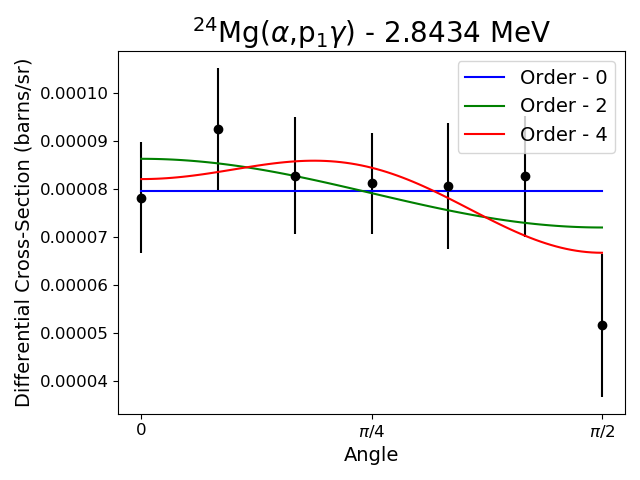 ²⁴Mg(α,p₁γ) - 2.8434 MeV
Differential Cross-Section (barns/sr)
0.00010
0.00009
0.00008
0.00007
0.00006
0.00005
0.00004
Order - 0
Order - 2
Order - 4
0
π/4
π/2
Angle